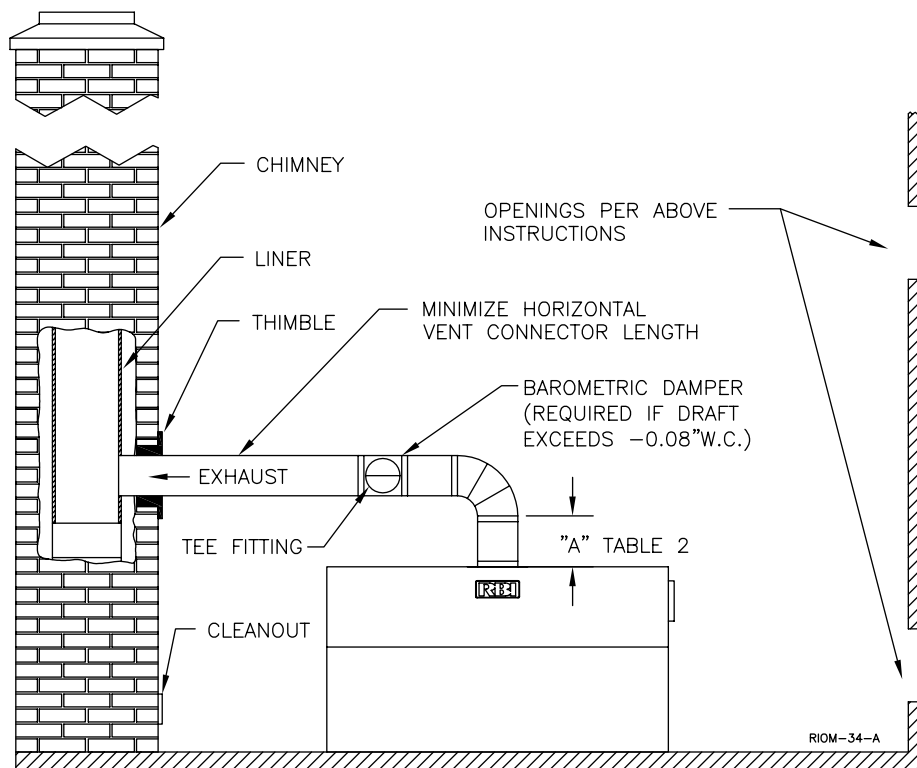 CHIMNEY
OPENINGS PER ABOVE
INSTRUCTIONS
LINER
MINIMIZE HORIZONTAL
VENT CONNECTOR LENGTH
THIMBLE
BAROMETRIC DAMPER
(REQUIRED IF DRAFT
EXCEEDS -0.08"W.C.)
EXHAUST
TEE FITTING
"A" TABLE 2
RBI
CLEANOUT
RIOM-34-A